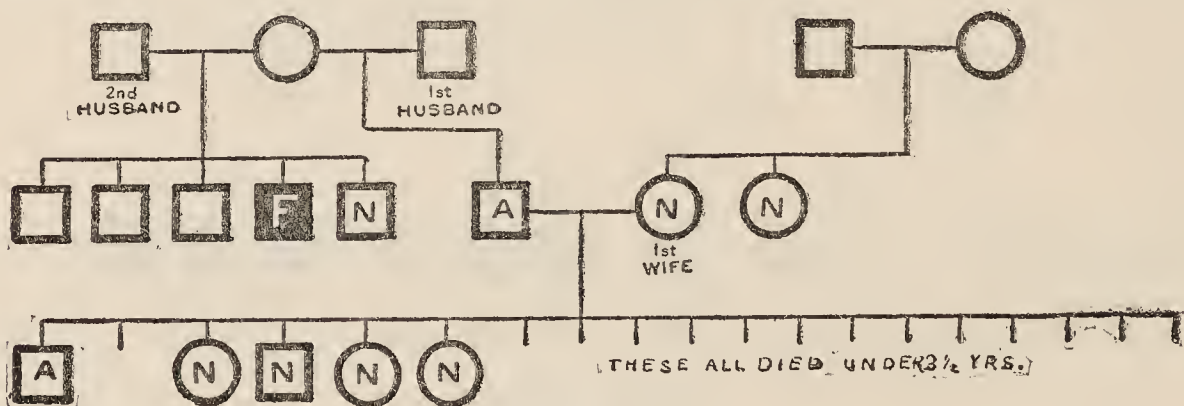 2nd
HUSBAND
1st
HUSBAND
F N A N N
1st
WIFE
A N N N N
THESE ALL DIED UNDER 3½ YRS.